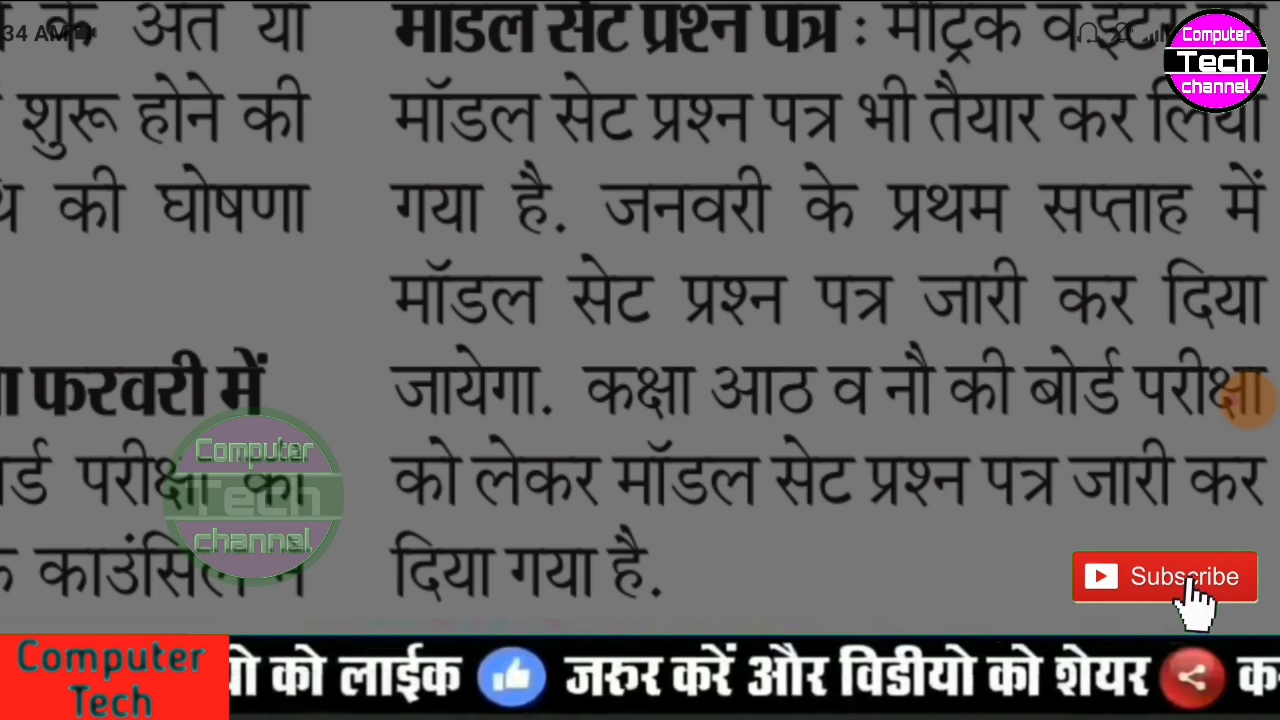 34 AM
के अंत या
शुरू होने की
की घोषणा
फरवरी में
परीक्षा का
काउंसिल ने
मॉडल सेट प्रश्न पत्र : मैट्रिक व इंटर का
मॉडल सेट प्रश्न पत्र भी तैयार कर लिया
गया है. जनवरी के प्रथम सप्ताह में
मॉडल सेट प्रश्न पत्र जारी कर दिया
जायेगा. कक्षा आठ व नौ की बोर्ड परीक्षा
को लेकर मॉडल सेट प्रश्न पत्र जारी कर
दिया गया है.
Computer
Tech
channel
Computer
Tech
channel
Subscribe
Computer
Tech
को लाईक जरुर करें और विडीयो को शेयर